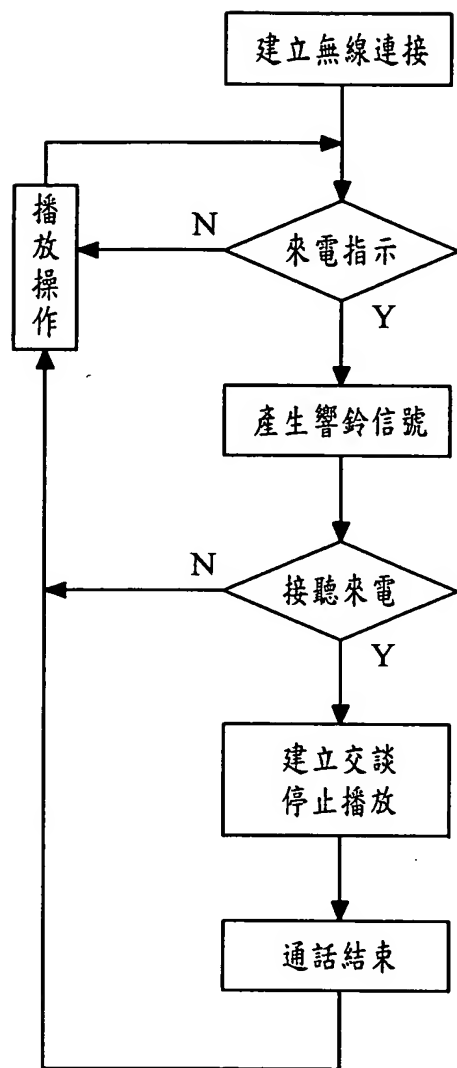 建立無線連接
播放操作
N
來電指示
Y
產生響鈴信號
N
接聽來電
Y
建立交談
停止播放
通話結束